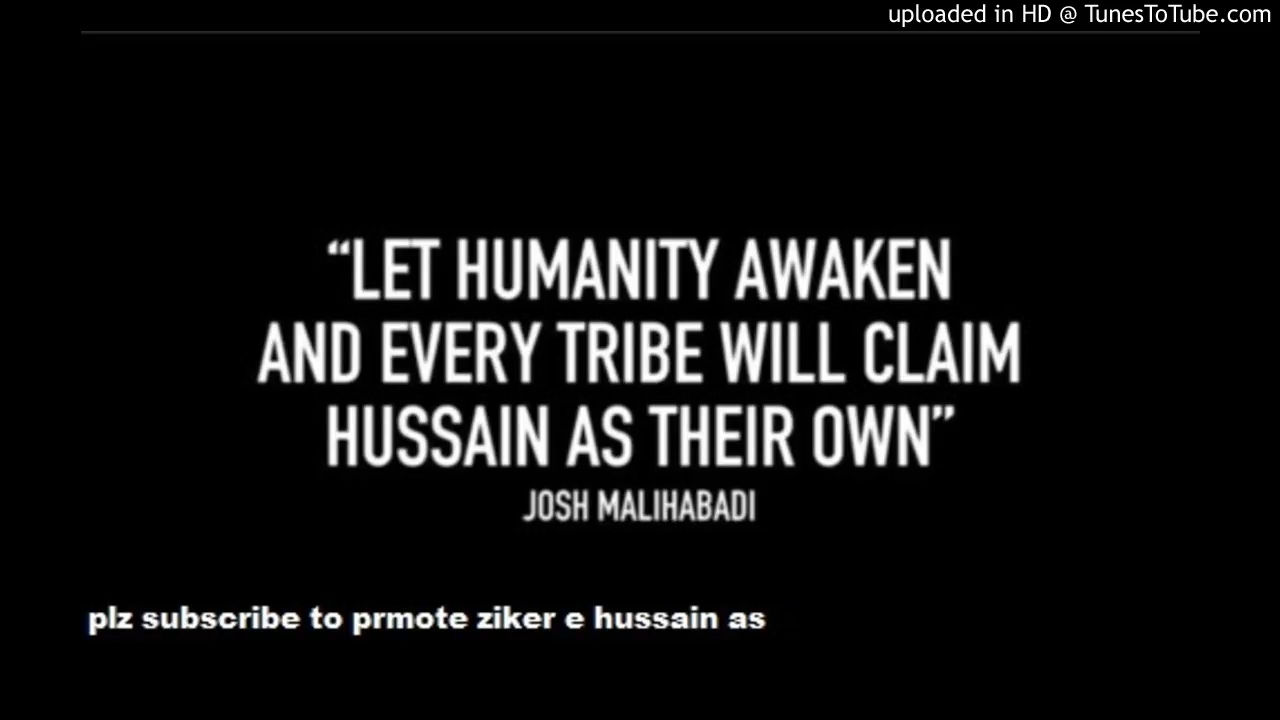 uploaded in HD @ TunesToTube.com
“LET HUMANITY AWAKEN
AND EVERY TRIBE WILL CLAIM
HUSSAIN AS THEIR OWN”
JOSH MALIHABADI
plz subscribe to prmote ziker e hussain as